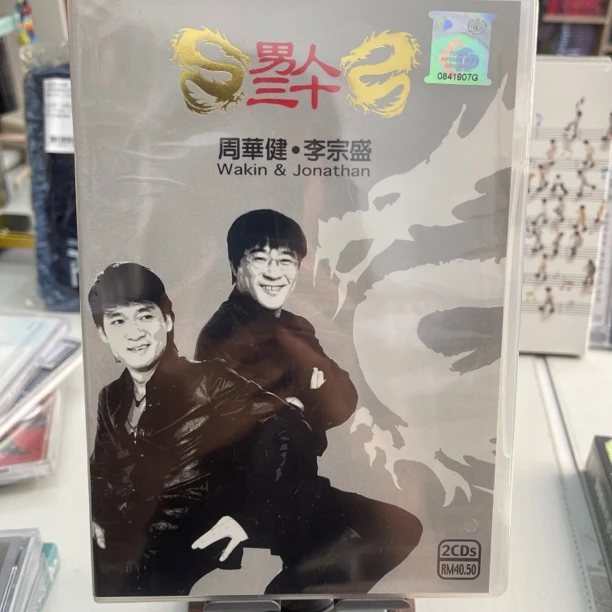 男人
三十
周華健•李宗盛
Wakin & Jonathan
0841907G
2CDs
RM40.50